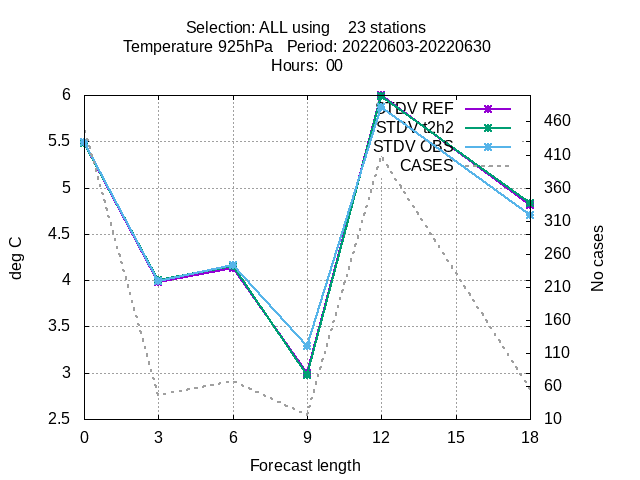 Selection: ALL using 23 stations
Temperature 925hPa Period: 20220603-20220630
Hours: 00
6
5.5
5
4.5
4
3.5
3
2.5
deg C
STDV REF
STDV t2h2
STDV OBS
CASES
460
410
360
310
260
210
160
110
60
10
No cases
0 3 6 9 12 15 18
Forecast length